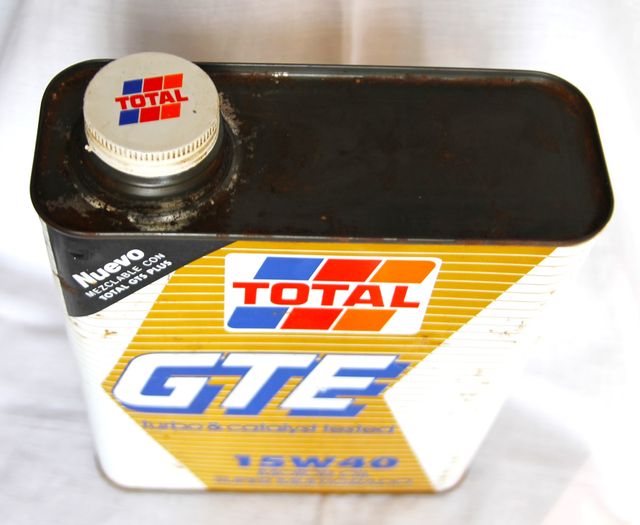 TOTAL
Nuevo
MEZCLABLE CON
TOTAL GTS PLUS
TOTAL
GTE
Turbo & catalyst tested
15W40